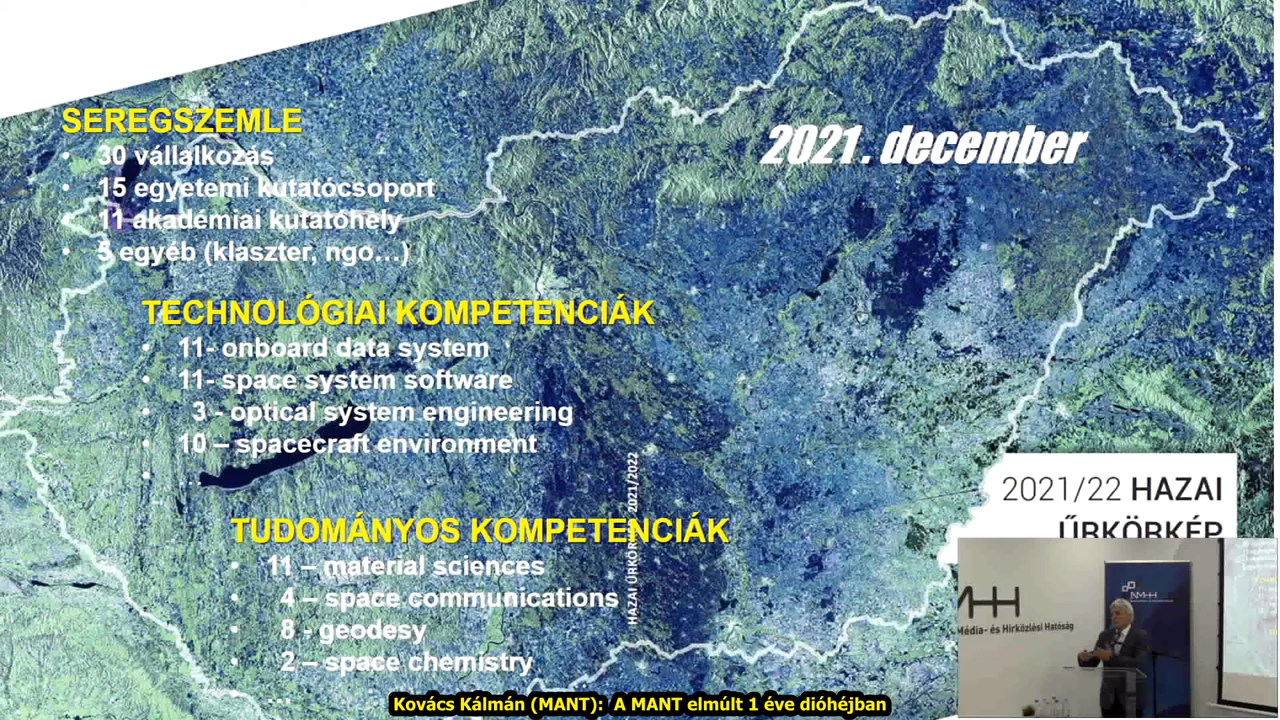 SEREGSZEMLE
• 30 vállalkozás
• 15 egyetemi kutatócsoport
• 11 akadémiai kutatóhely
• 5 egyéb (klaszter, ngo…)
2021. december
TECHNOLÓGIAI KOMPETENCIÁK
• 11- onboard data system
• 11- space system software
• 3 - optical system engineering
• 10 – spacecraft environment
• ...
TUDOMÁNYOS KOMPETENCIÁK
• 11 – material sciences
• 4 – space communications
• 8 - geodesy
• 2 – space chemistry
HAZAI ŰRKÖRKÉP 2021/2022
2021/22 HAZAI
ŰRKÖRKÉP
NMHH
Média- és Hírközlési Hatóság
Kovács Kálmán (MANT): A MANT elmúlt 1 éve dióhéjban